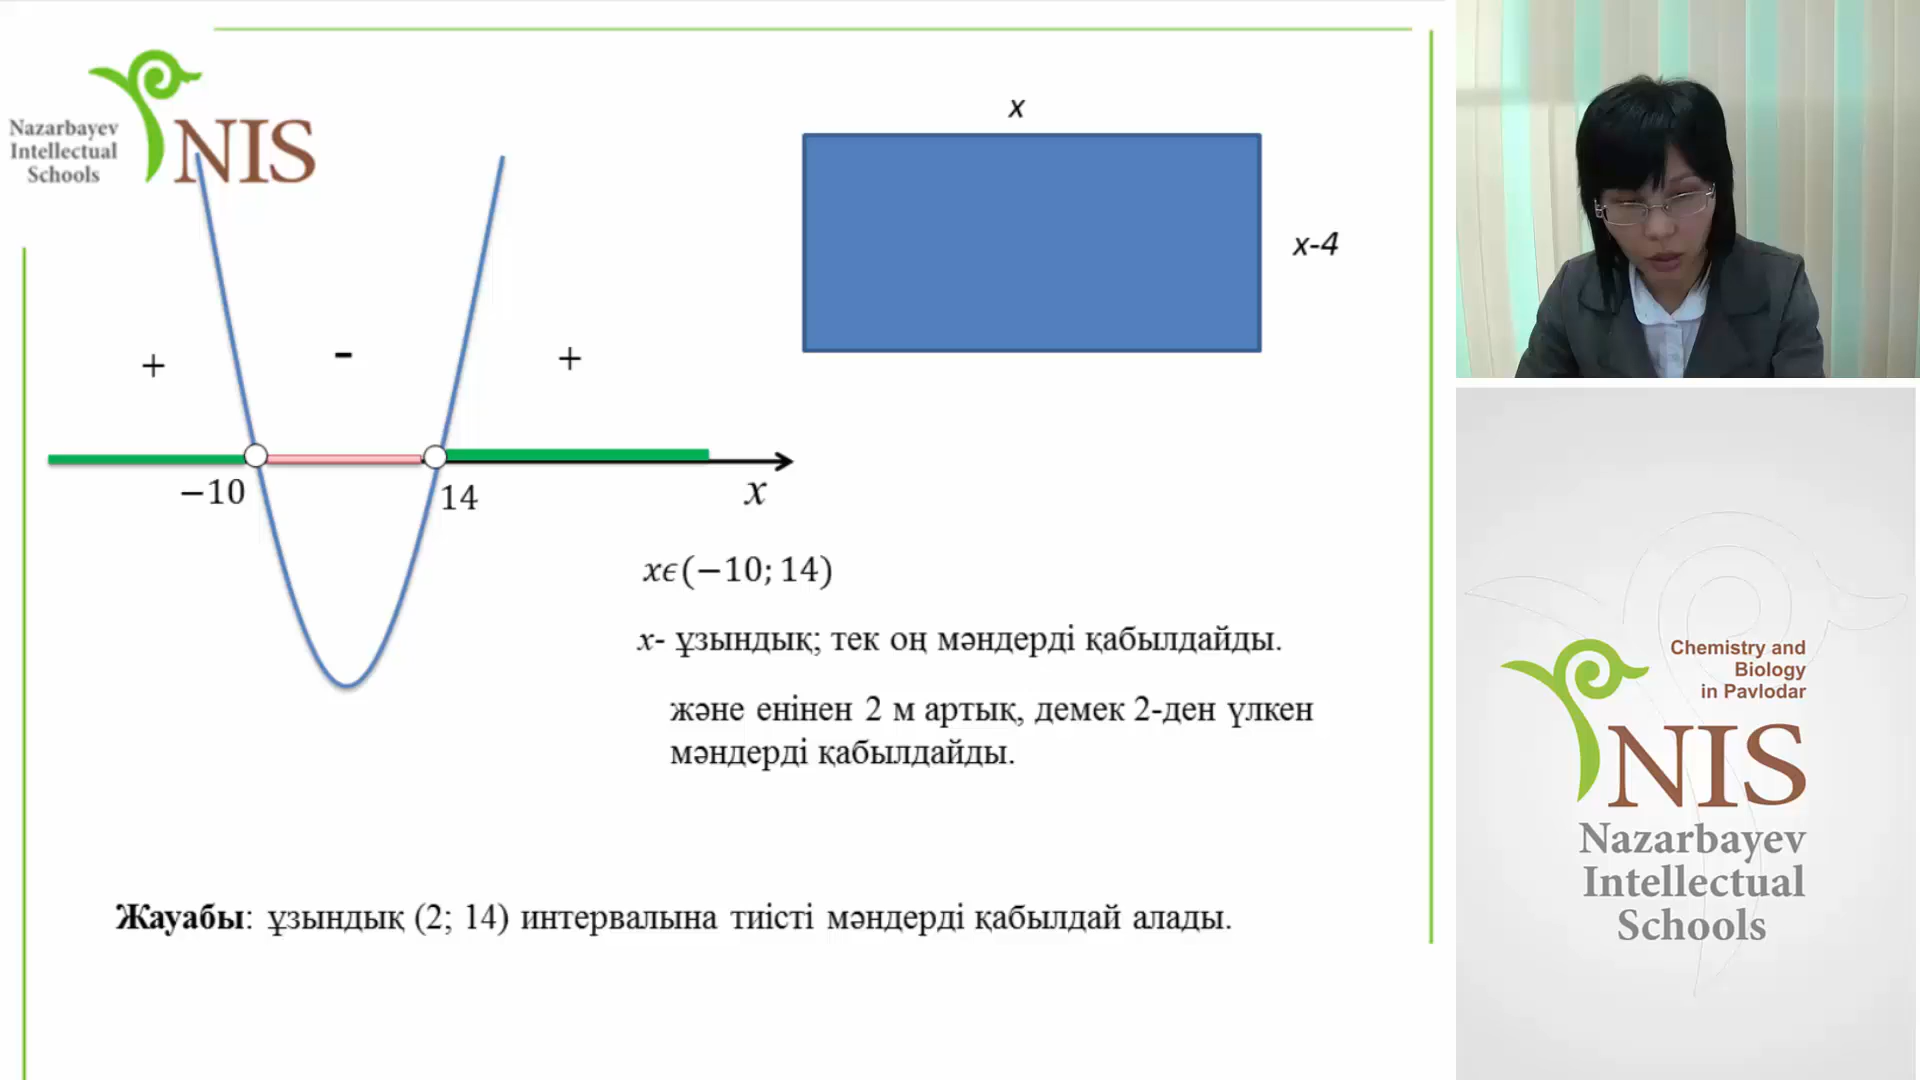 Nazarbayev
Intellectual
Schools
NIS
x
x-4
+
-
+
−10
14
x
xϵ(−10; 14)
x- ұзындық; тек оң мәндерді қабылдайды.
және енінен 2 м артық, демек 2-ден үлкен
мәндерді қабылдайды.
Жауабы: ұзындық (2; 14) интервалына тиісті мәндерді қабылдай алады.
Chemistry and
Biology
in Pavlodar
NIS
Nazarbayev
Intellectual
Schools